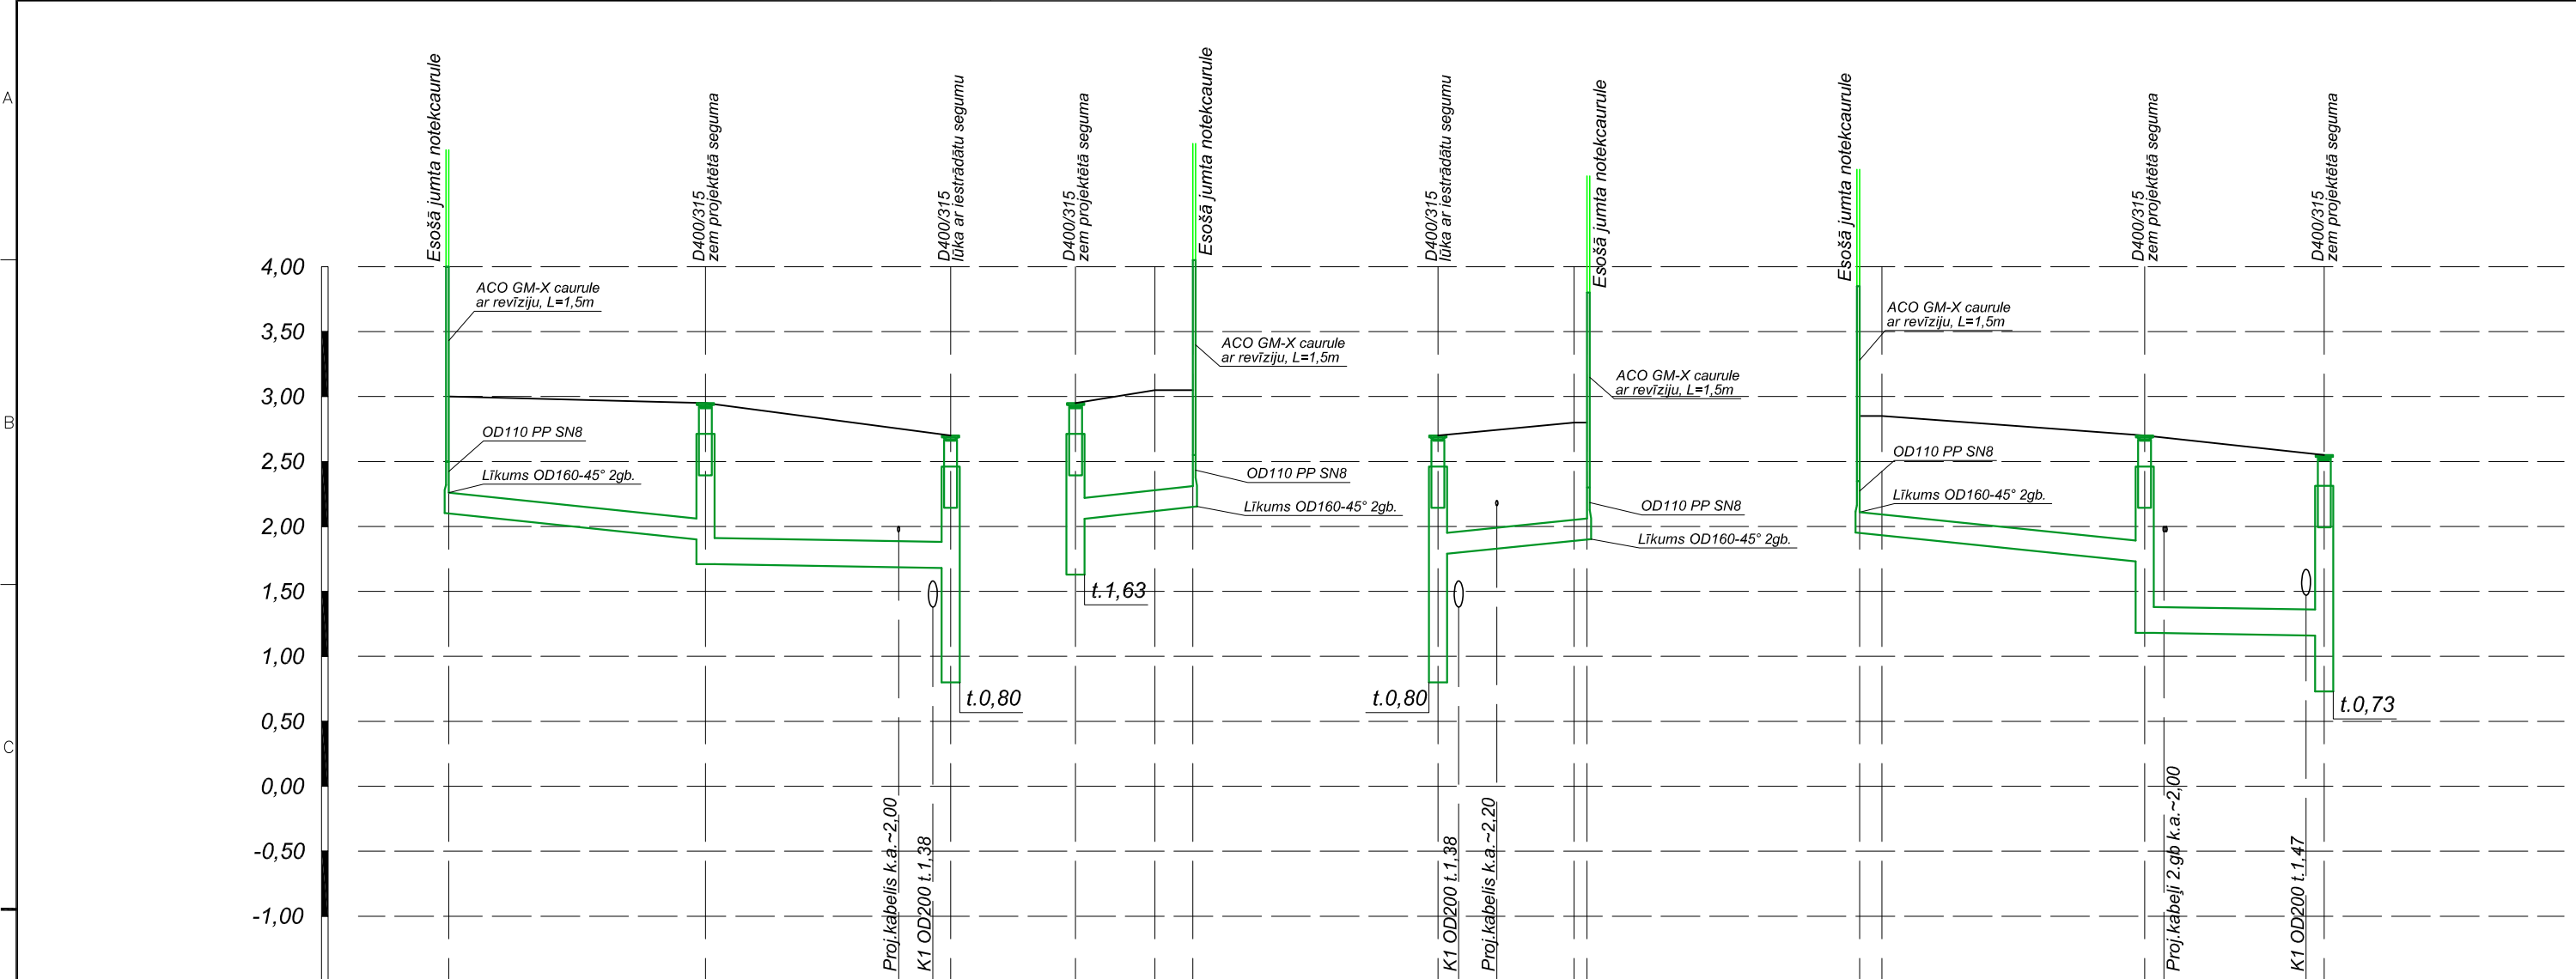 A
B
C
Esošā jumta notekcaurule
D400/315
zem projektētā seguma
D400/315
lūka ar iestrādātu segumu
D400/315
zem projektētā seguma
Esošā jumta notekcaurule
D400/315
lūka ar iestrādātu segumu
Esošā jumta notekcaurule
Esošā jumta notekcaurule
D400/315
zem projektētā seguma
D400/315
zem projektētā seguma
4,00
3,50
3,00
2,50
2,00
1,50
1,00
0,50
0,00
-0,50
-1,00
ACO GM-X caurule
ar revīziju, L=1,5m
OD110 PP SN8
Līkums OD160-45° 2gb.
t.0,80
Proj.kabelis k.a.~2,00
K1 OD200 t.1,38
t.1,63
ACO GM-X caurule
ar revīziju, L=1,5m
OD110 PP SN8
Līkums OD160-45° 2gb.
t.0,80
K1 OD200 t.1,38
Proj.kabelis k.a.~2,20
ACO GM-X caurule
ar revīziju, L=1,5m
OD110 PP SN8
Līkums OD160-45° 2gb.
ACO GM-X caurule
ar revīziju, L=1,5m
OD110 PP SN8
Līkums OD160-45° 2gb.
t.0,73
Proj.kabeļi 2.gb k.a.~2,00
K1 OD200 t.1,47